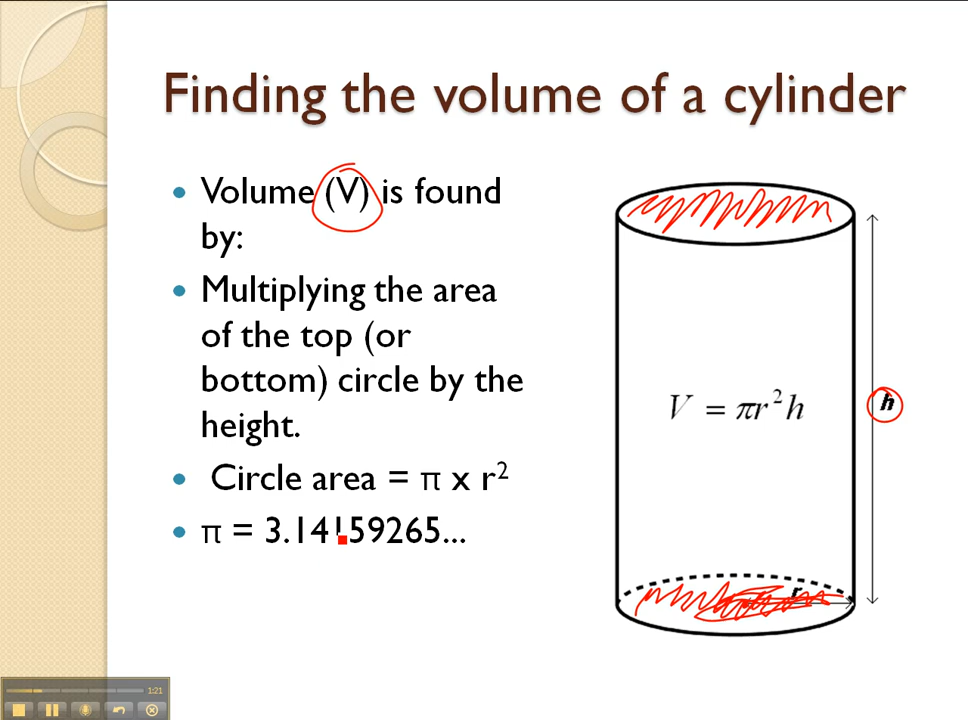 Finding the volume of a cylinder
Volume (V) is found
by:
Multiplying the area
of the top (or
bottom) circle by the
height.
Circle area = π x r²
π = 3.14159265...
V = πr²h
h
r
1:21